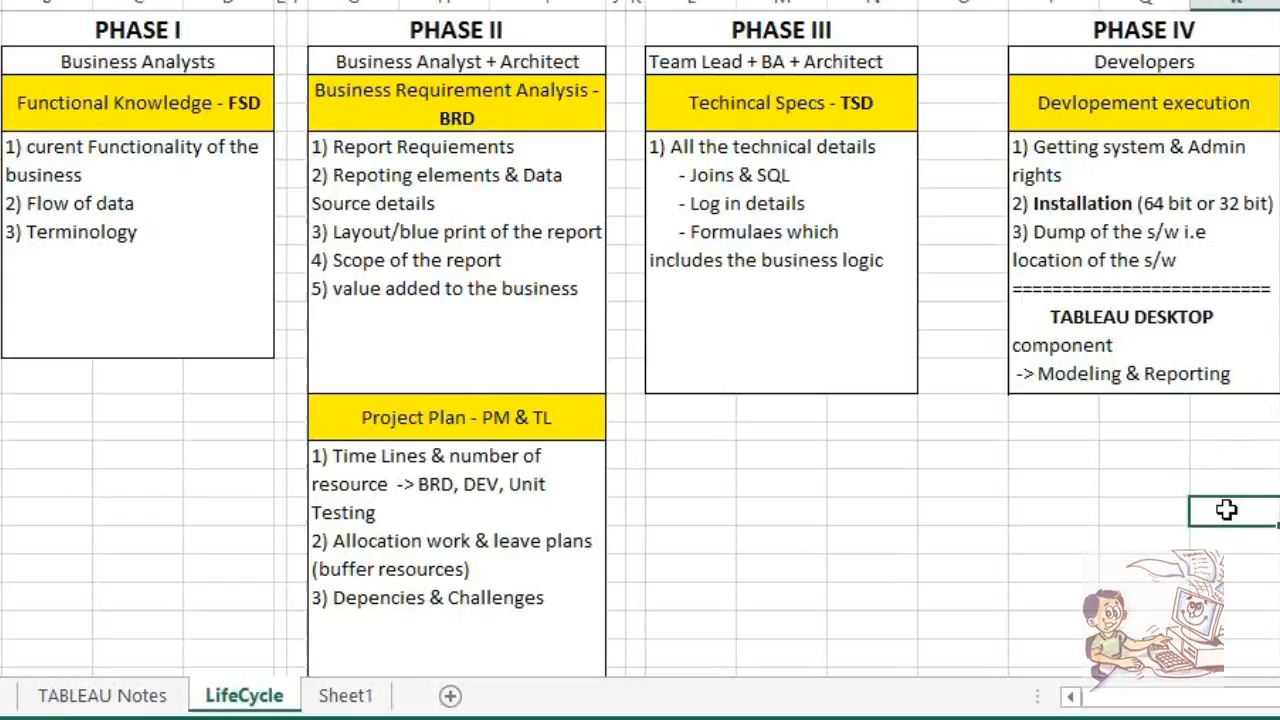 PHASE I
Business Analysts
Functional Knowledge - FSD
1) curent Functionality of the
business
2) Flow of data
3) Terminology
PHASE II
Business Analyst + Architect
Business Requirement Analysis -
BRD
1) Report Requiements
2) Repoting elements & Data
Source details
3) Layout/blue print of the report
4) Scope of the report
5) value added to the business
Project Plan - PM & TL
1) Time Lines & number of
resource -> BRD, DEV, Unit
Testing
2) Allocation work & leave plans
(buffer resources)
3) Depencies & Challenges
PHASE III
Team Lead + BA + Architect
Techincal Specs - TSD
1) All the technical details
- Joins & SQL
- Log in details
- Formulaes which
includes the business logic
PHASE IV
Developers
Devlopement execution
1) Getting system & Admin
rights
2) Installation (64 bit or 32 bit)
3) Dump of the s/w i.e
location of the s/w
==========================
TABLEAU DESKTOP
component
-> Modeling & Reporting
TABLEAU Notes
LifeCycle
Sheet1